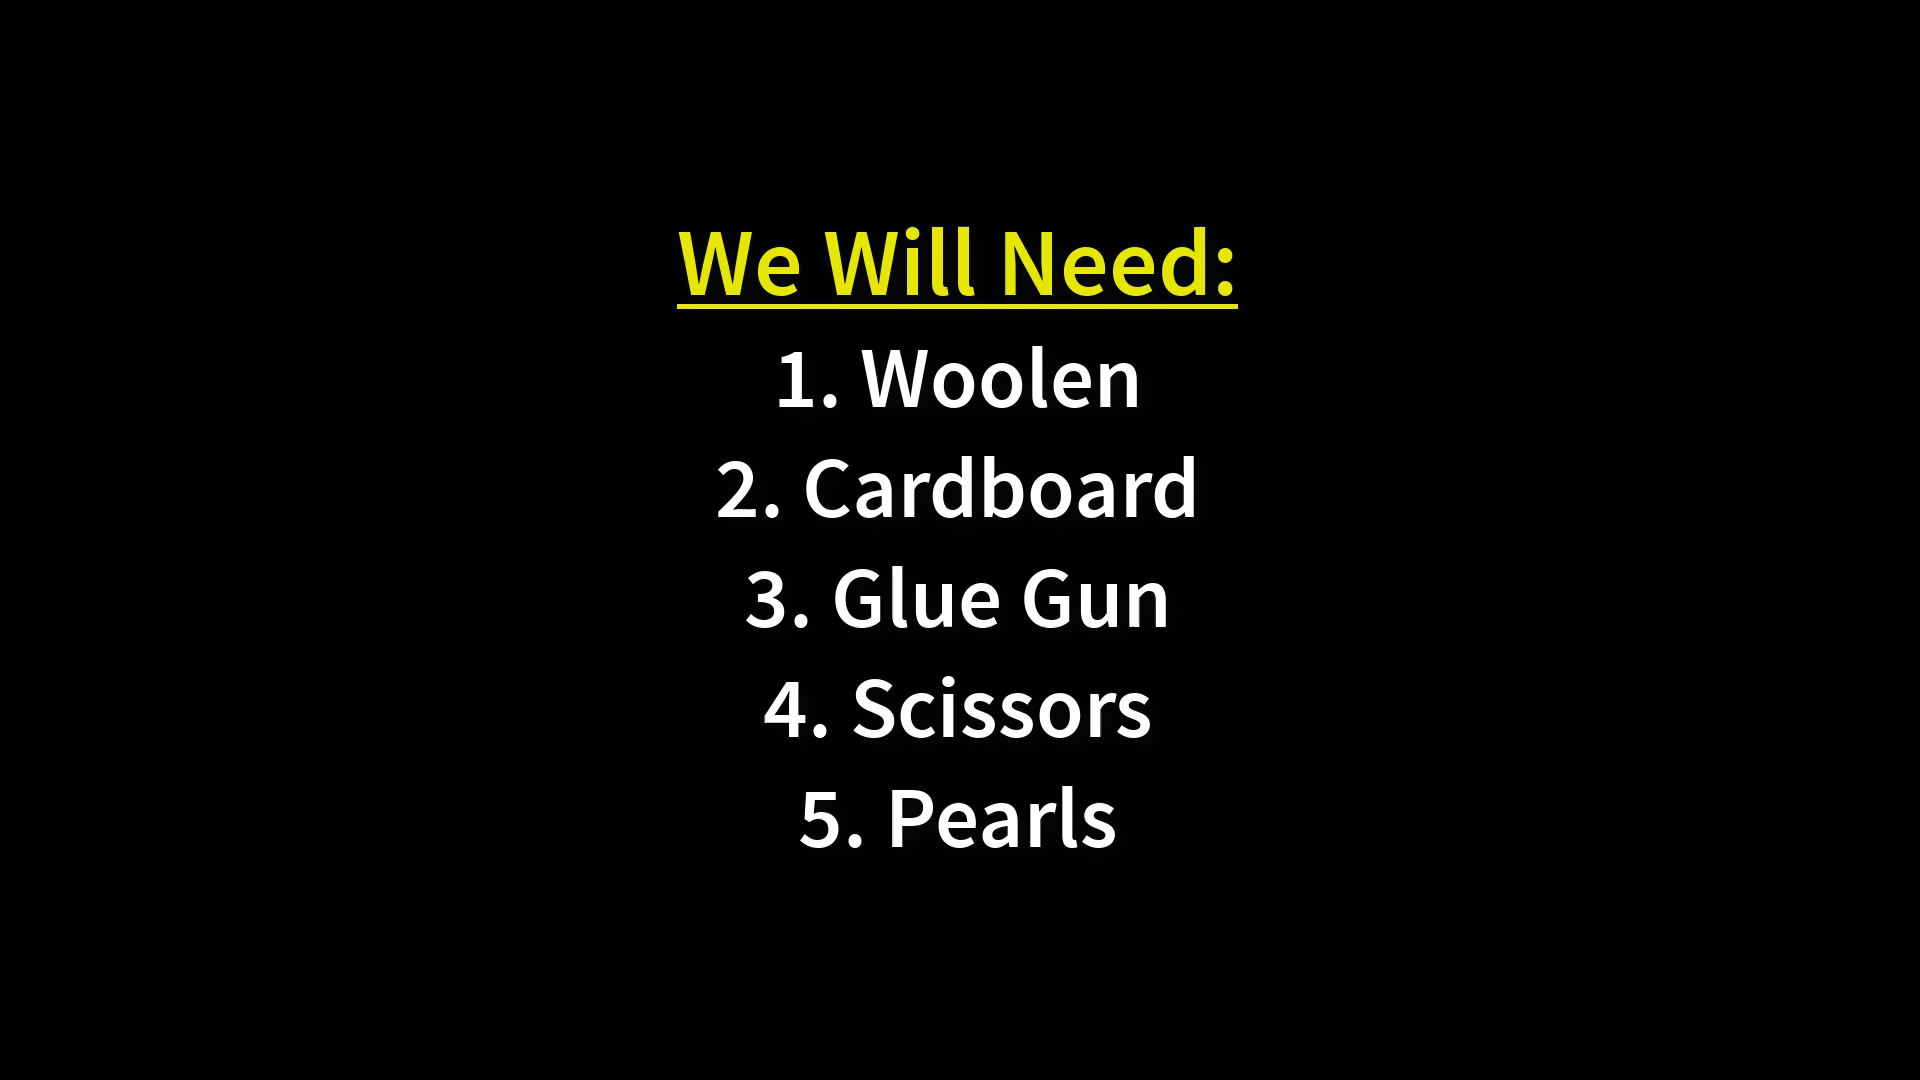 We Will Need:
1. Woolen
2. Cardboard
3. Glue Gun
4. Scissors
5. Pearls